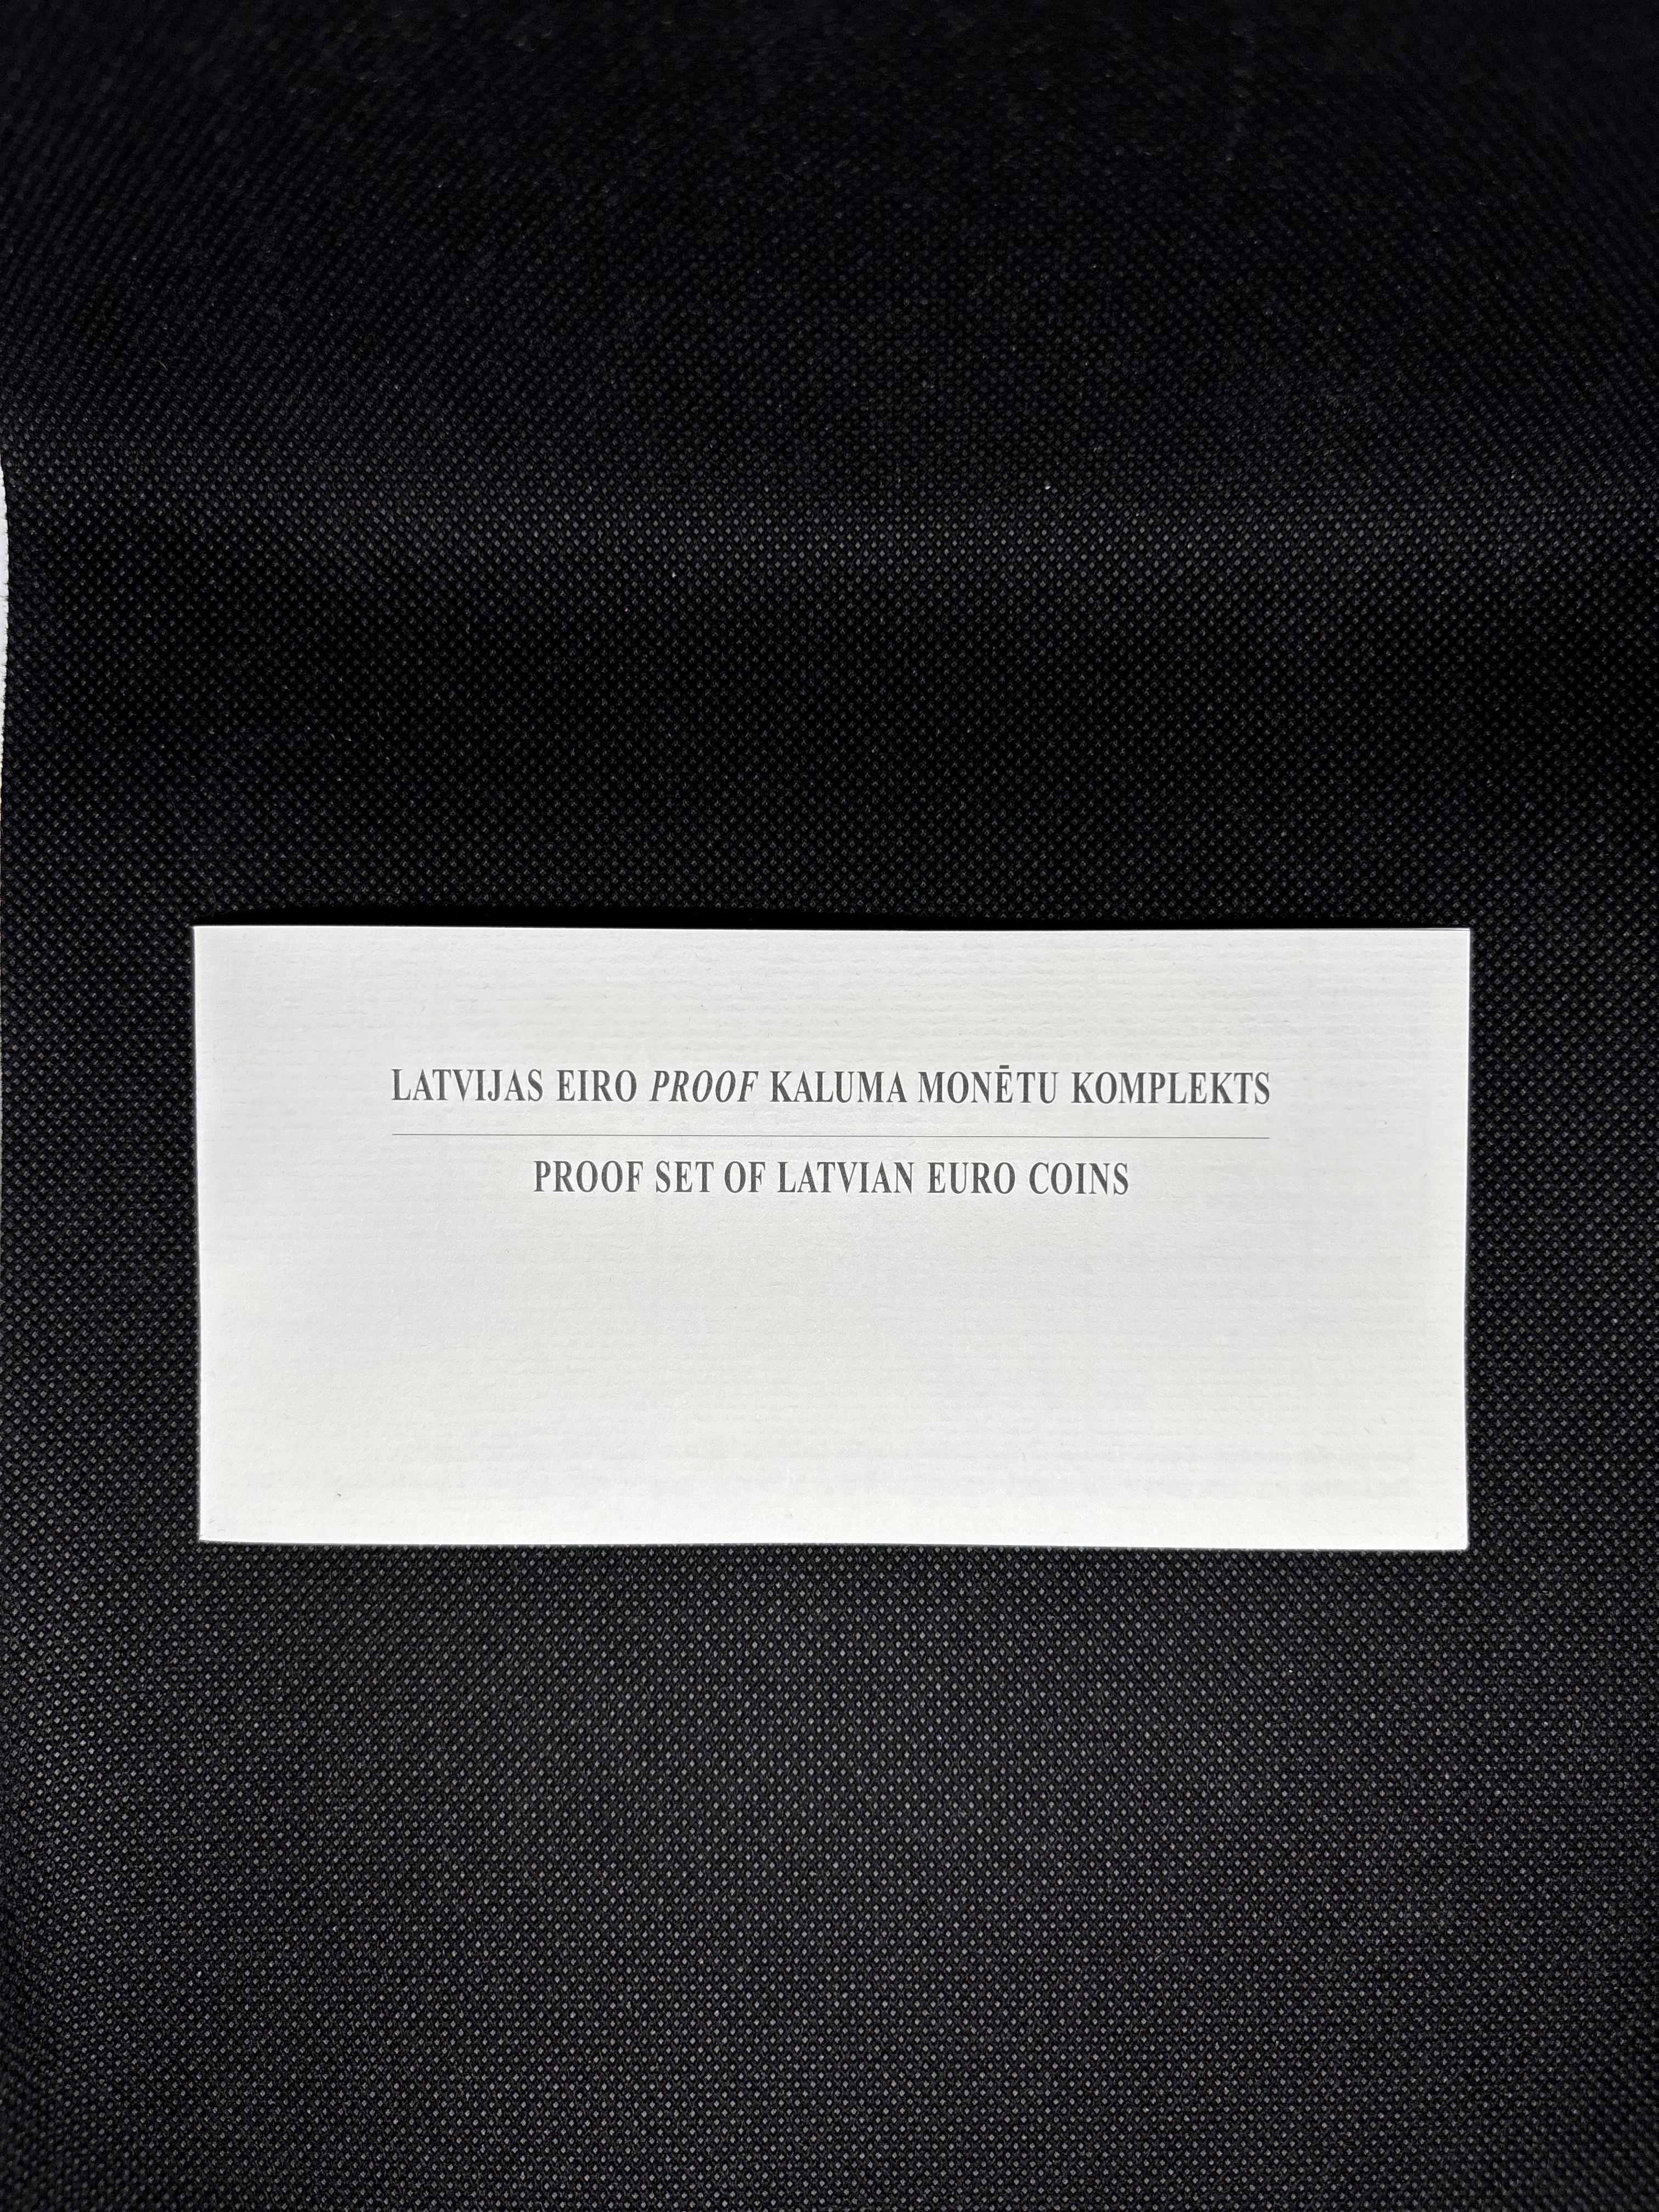 LATVIJAS EIRO PROOF KALUMA MONĒTU KOMPLEKTS
PROOF SET OF LATVIAN EURO COINS